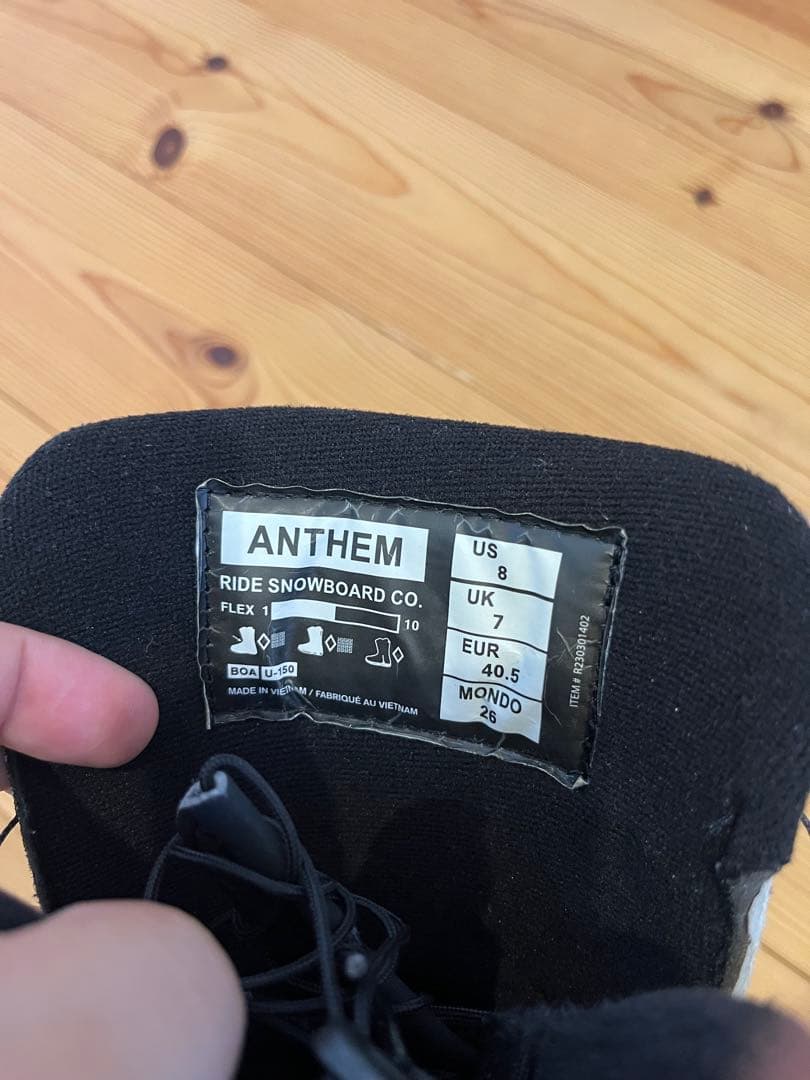 ANTHEM
RIDE SNOWBOARD CO.
FLEX 1 10
BOA U-150
MADE IN VIETNAM / FABRIQUÉ AU VIETNAM
US
8
UK
7
EUR
40.5
MONDO
26
ITEM # R230301402